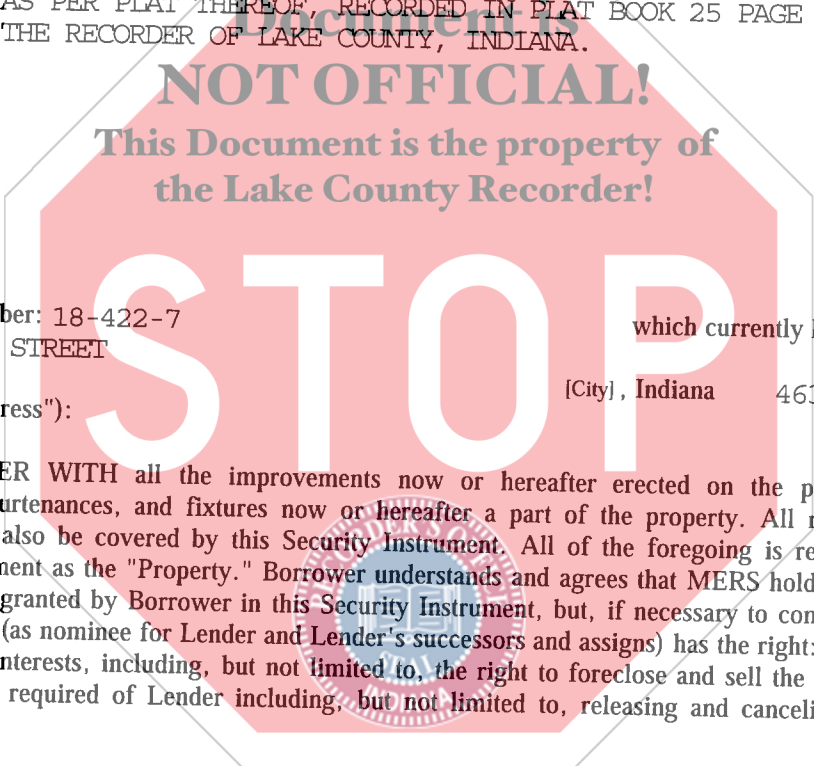 AS PER PLAT THEREOF, RECORDED IN PLAT BOOK 25 PAGE
Document is
THE RECORDER OF LAKE COUNTY, INDIANA.
NOT OFFICIAL!
This Document is the property of
the Lake County Recorder!
STOP
ber: 18-422-7
which currently
STREET
[City], Indiana 463
ress"):
ER WITH all the improvements now or hereafter erected on the p
urtenances, and fixtures now or hereafter a part of the property. All
also be covered by this Security Instrument. All of the foregoing is re
ment as the "Property." Borrower understands and agrees that MERS hold
granted by Borrower in this Security Instrument, but, if necessary to con
(as nominee for Lender and Lender's successors and assigns) has the right:
nterests, including, but not limited to, the right to foreclose and sell the
required of Lender including, but not limited to, releasing and canceli
SEAL
INDIANA